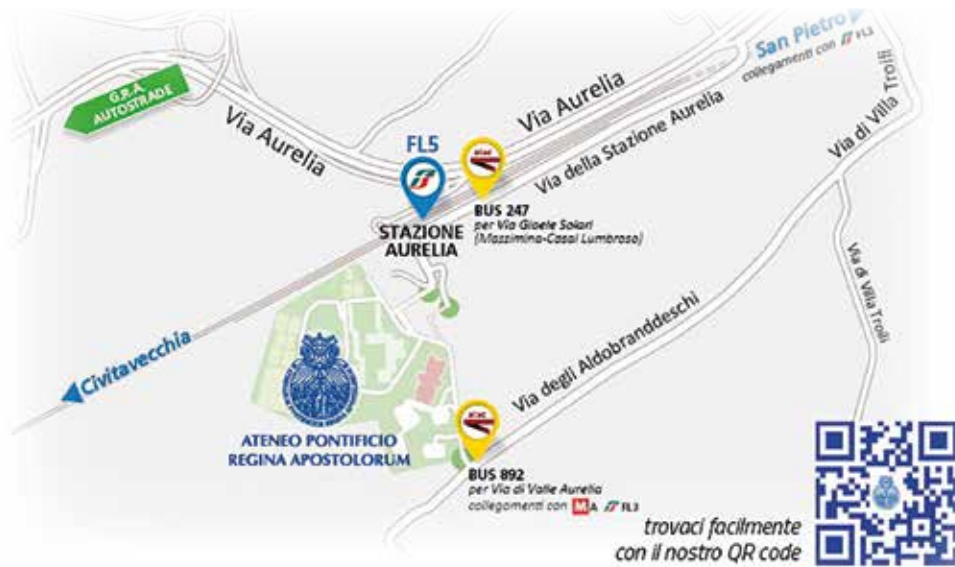 San Pietro
collegamenti con FL3
G.R.A.
AUTOSTRADE
Via Aurelia
Via Aurelia
Via della Stazione Aurelia
Via di Villa Troili
FL5
BUS 247
per Via Gioele Solari
(Massimina-Casal Lumbroso)
STAZIONE
AURELIA
Via di Villa Troili
Civitavecchia
Via degli Aldobranddeschi
ATENEO PONTIFICIO
REGINA APOSTOLORUM
BUS 892
per Via di Valle Aurelia
collegamenti con MA FL3
trovaci facilmente
con il nostro QR code